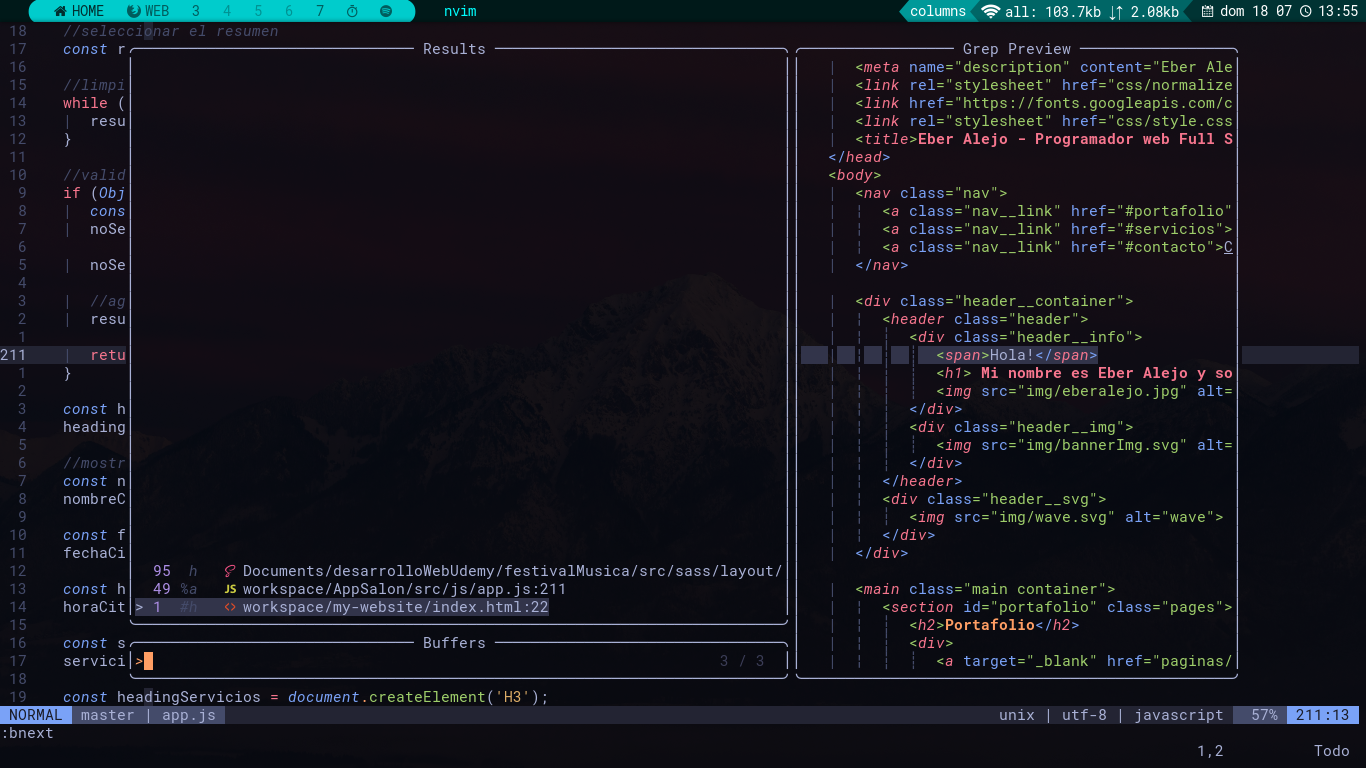 HOME WEB 3 4 5 6 7 nvim columns all: 103.7kb ↓↑ 2.08kb dom 18 07 13:55
18 //seleccionar el resumen
17 const r Results Grep Preview
16 <meta name="description" content="Eber Ale
15 //limpi <link rel="stylesheet" href="css/normalize
14 while ( <link href="https://fonts.googleapis.com/c
13 | resu <link rel="stylesheet" href="css/style.css
12 } <title>Eber Alejo - Programador web Full S
11 </head>
10 //valid <body>
9 if (Obj <nav class="nav">
8 | cons <a class="nav__link" href="#portafolio"
7 | noSe <a class="nav__link" href="#servicios">
6 <a class="nav__link" href="#contacto">C
5 | noSe </nav>
4
3 | //ag <div class="header__container">
2 | resu <header class="header">
1 <div class="header__info">
211 | retu <span>Hola!</span>
1 } <h1> Mi nombre es Eber Alejo y so
2 <img src="img/eberalejo.jpg" alt=
3 const h </div>
4 heading <div class="header__img">
5 <img src="img/bannerImg.svg" alt=
6 //mostr </div>
7 const n </header>
8 nombreC <div class="header__svg">
9 <img src="img/wave.svg" alt="wave">
10 const f </div>
11 fechaCi </div>
12 95 h Documents/desarrolloWebUdemy/festivalMusica/src/sass/layout/
13 const h 49 %a JS workspace/AppSalon/src/js/app.js:211 <main class="main container">
14 horaCit > 1 #h <> workspace/my-website/index.html:22 <section id="portafolio" class="pages">
15 <h2>Portafolio</h2>
16 const s Buffers <div>
17 servici > 3 / 3 <a target="_blank" href="paginas/
18
19 const headingServicios = document.createElement('H3');
NORMAL master | app.js unix | utf-8 | javascript 57% 211:13
:bnext
1,2 Todo